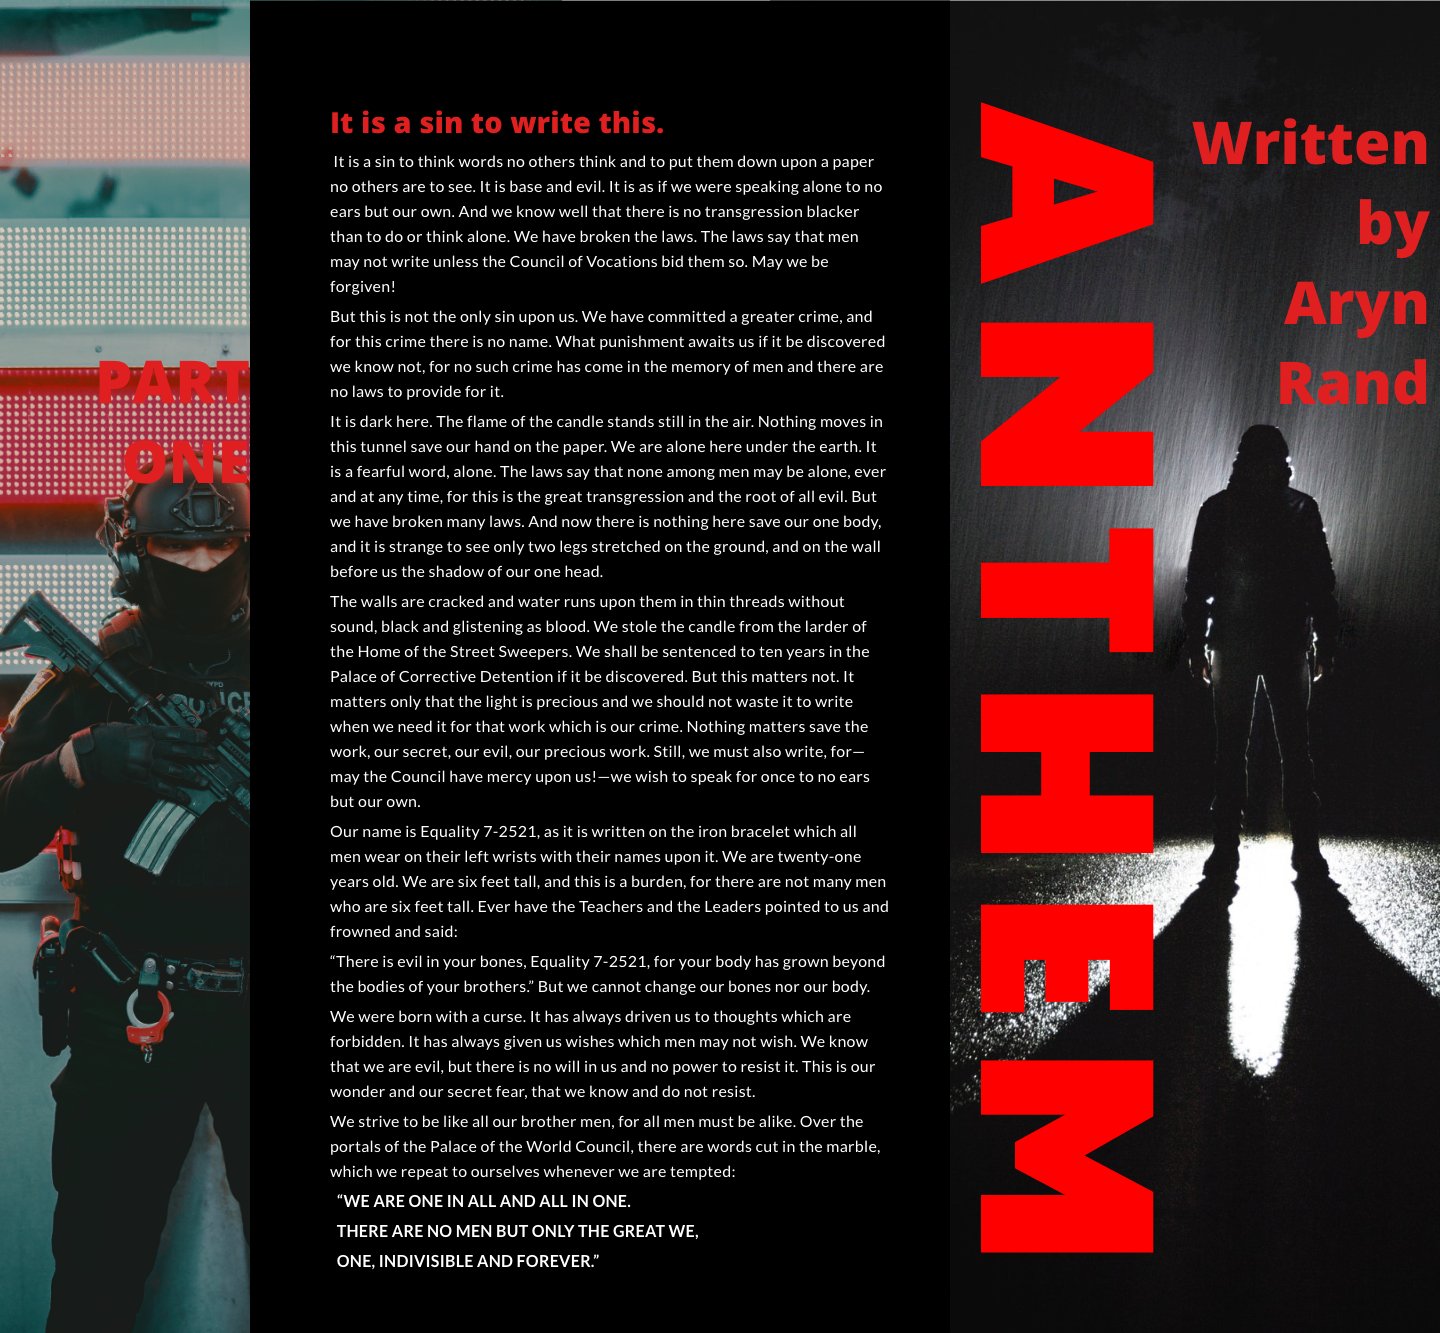 PART
ONE
It is a sin to write this.
It is a sin to think words no others think and to put them down upon a paper
no others are to see. It is base and evil. It is as if we were speaking alone to no
ears but our own. And we know well that there is no transgression blacker
than to do or think alone. We have broken the laws. The laws say that men
may not write unless the Council of Vocations bid them so. May we be
forgiven!
But this is not the only sin upon us. We have committed a greater crime, and
for this crime there is no name. What punishment awaits us if it be discovered
we know not, for no such crime has come in the memory of men and there are
no laws to provide for it.
It is dark here. The flame of the candle stands still in the air. Nothing moves in
this tunnel save our hand on the paper. We are alone here under the earth. It
is a fearful word, alone. The laws say that none among men may be alone, ever
and at any time, for this is the great transgression and the root of all evil. But
we have broken many laws. And now there is nothing here save our one body,
and it is strange to see only two legs stretched on the ground, and on the wall
before us the shadow of our one head.
The walls are cracked and water runs upon them in thin threads without
sound, black and glistening as blood. We stole the candle from the larder of
the Home of the Street Sweepers. We shall be sentenced to ten years in the
Palace of Corrective Detention if it be discovered. But this matters not. It
matters only that the light is precious and we should not waste it to write
when we need it for that work which is our crime. Nothing matters save the
work, our secret, our evil, our precious work. Still, we must also write, for—
may the Council have mercy upon us!—we wish to speak for once to no ears
but our own.
Our name is Equality 7-2521, as it is written on the iron bracelet which all
men wear on their left wrists with their names upon it. We are twenty-one
years old. We are six feet tall, and this is a burden, for there are not many men
who are six feet tall. Ever have the Teachers and the Leaders pointed to us and
frowned and said:
“There is evil in your bones, Equality 7-2521, for your body has grown beyond
the bodies of your brothers.” But we cannot change our bones nor our body.
We were born with a curse. It has always driven us to thoughts which are
forbidden. It has always given us wishes which men may not wish. We know
that we are evil, but there is no will in us and no power to resist it. This is our
wonder and our secret fear, that we know and do not resist.
We strive to be like all our brother men, for all men must be alike. Over the
portals of the Palace of the World Council, there are words cut in the marble,
which we repeat to ourselves whenever we are tempted:
“WE ARE ONE IN ALL AND ALL IN ONE.
THERE ARE NO MEN BUT ONLY THE GREAT WE,
ONE, INDIVISIBLE AND FOREVER.”
ANTHEM
Written
by
Aryn
Rand